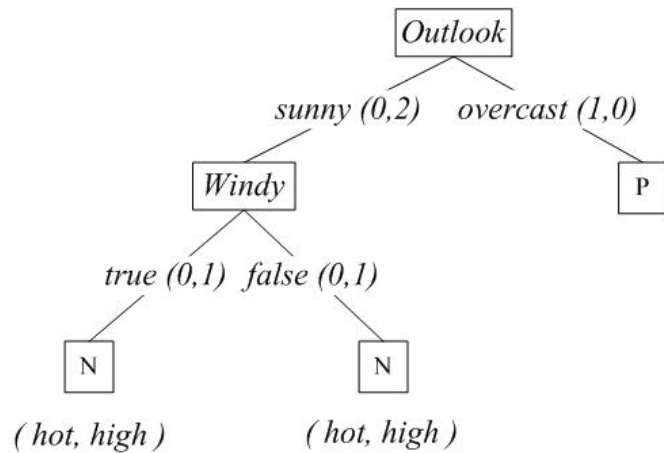 Outlook
sunny (0,2) overcast (1,0)
Windy P
true (0,1) false (0,1)
N N
( hot, high ) ( hot, high )